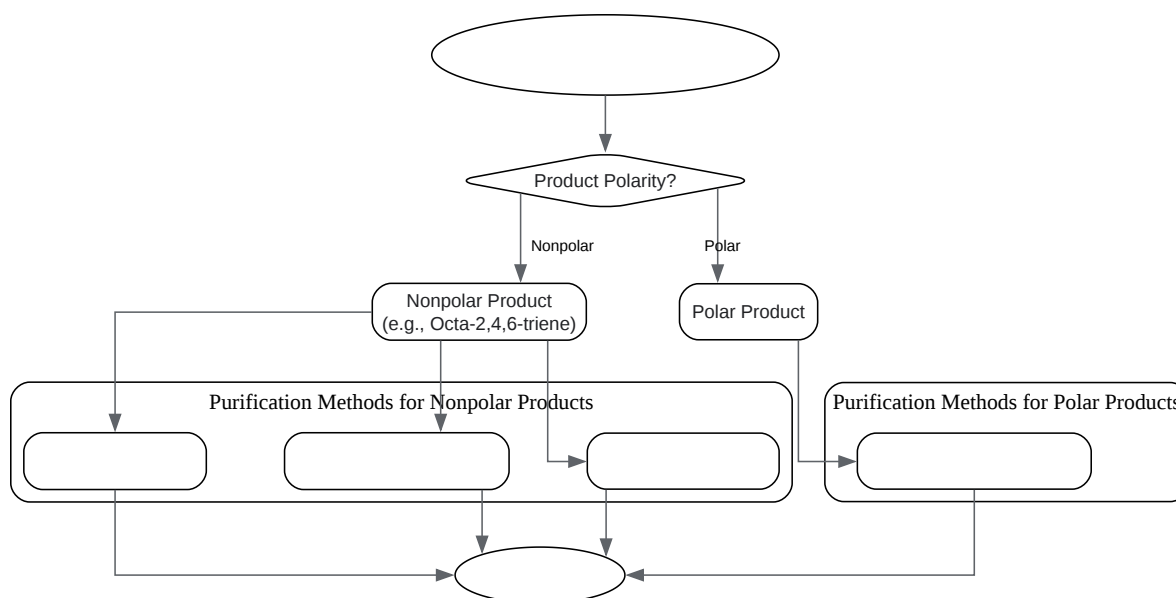 Product Polarity?
Nonpolar
Polar
Nonpolar Product
(e.g., Octa-2,4,6-triene)
Polar Product
Purification Methods for Nonpolar Products
Purification Methods for Polar Products